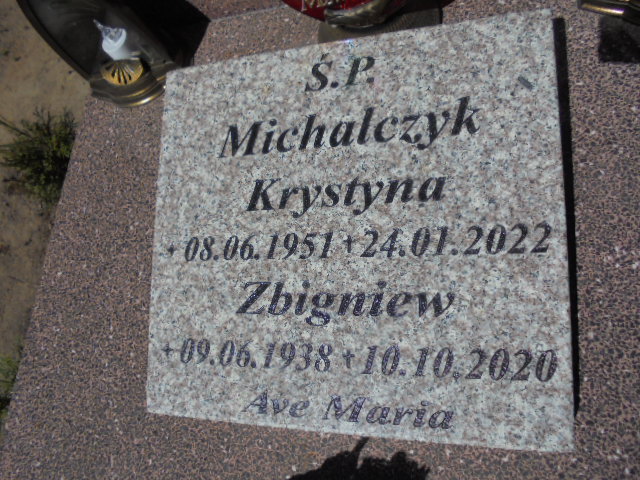 Ś.P.
Michalczyk
Krystyna
+ 08.06.1951 + 24.01.2022
Zbigniew
+ 09.06.1938 + 10.10.2020
Ave Maria